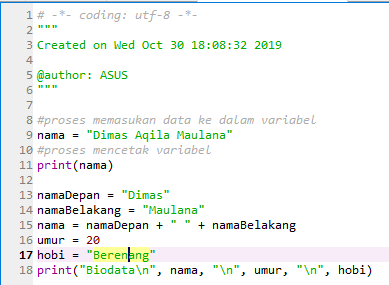 1 # -*- coding: utf-8 -*-
2 """
3 Created on Wed Oct 30 18:08:32 2019
4
5 @author: ASUS
6 """
7
8 #proses memasukan data ke dalam variabel
9 nama = "Dimas Aqila Maulana"
10 #proses mencetak variabel
11 print(nama)
12
13 namaDepan = "Dimas"
14 namaBelakang = "Maulana"
15 nama = namaDepan + " " + namaBelakang
16 umur = 20
17 hobi = "Berenang"
18 print("Biodata\n", nama, "\n", umur, "\n", hobi)